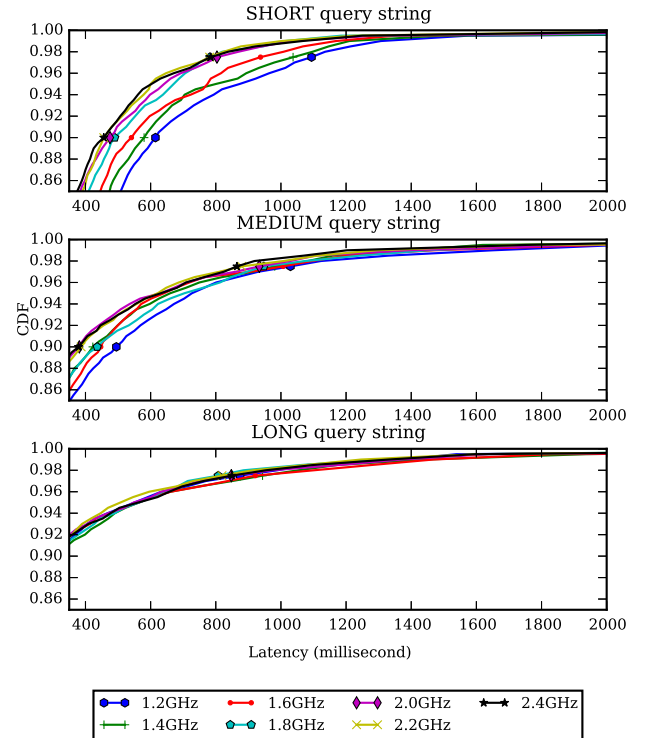 SHORT query string
1.00
0.98
0.96
0.94
0.92
0.90
0.88
0.86
400 600 800 1000 1200 1400 1600 1800 2000
MEDIUM query string
1.00
0.98
0.96
0.94
0.92
0.90
0.88
0.86
CDF
400 600 800 1000 1200 1400 1600 1800 2000
LONG query string
1.00
0.98
0.96
0.94
0.92
0.90
0.88
0.86
400 600 800 1000 1200 1400 1600 1800 2000
Latency (millisecond)
1.2GHz 1.6GHz 2.0GHz 2.4GHz
1.4GHz 1.8GHz 2.2GHz